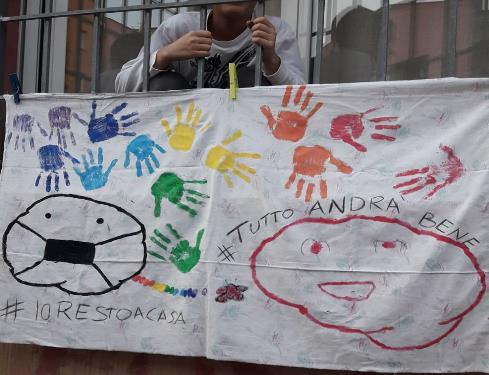 #TUTTO ANDRÀ BENE
#IORESTOACASA